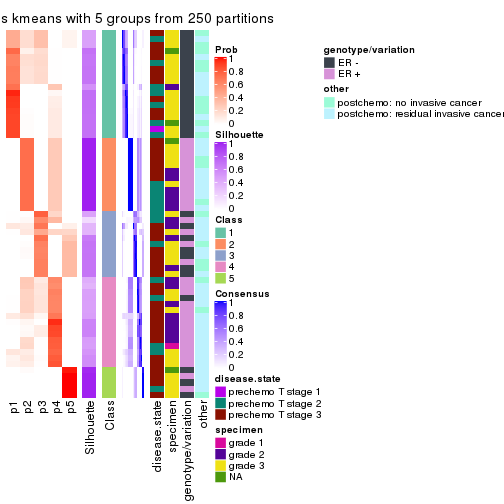 s kmeans with 5 groups from 250 partitions
Prob
1
0.8
0.6
0.4
0.2
0
Silhouette
1
0.8
0.6
0.4
0.2
0
Class
1
2
3
4
5
Consensus
1
0.8
0.6
0.4
0.2
0
disease.state
prechemo T stage 1
prechemo T stage 2
prechemo T stage 3
specimen
grade 1
grade 2
grade 3
NA
genotype/variation
ER -
ER +
other
postchemo: no invasive cancer
postchemo: residual invasive cancer
p1
p2
p3
p4
p5
Silhouette
Class
disease.state
specimen
genotype/variation
other